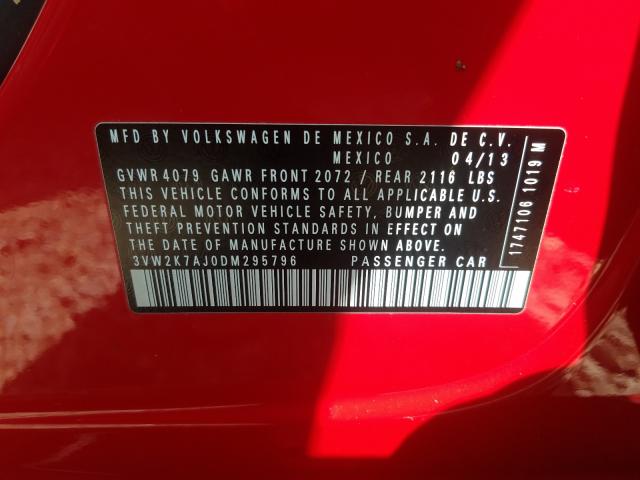 MFD BY VOLKSWAGEN DE MEXICO S.A. DE C.V.
MEXICO 04/13
GVWR 4079 GAWR FRONT 2072 / REAR 2116 LBS
THIS VEHICLE CONFORMS TO ALL APPLICABLE U.S.
FEDERAL MOTOR VEHICLE SAFETY, BUMPER AND
THEFT PREVENTION STANDARDS IN EFFECT ON
THE DATE OF MANUFACTURE SHOWN ABOVE
3VW2K7AJ0DM295796 PASSENGER CAR
1747106 1019 M